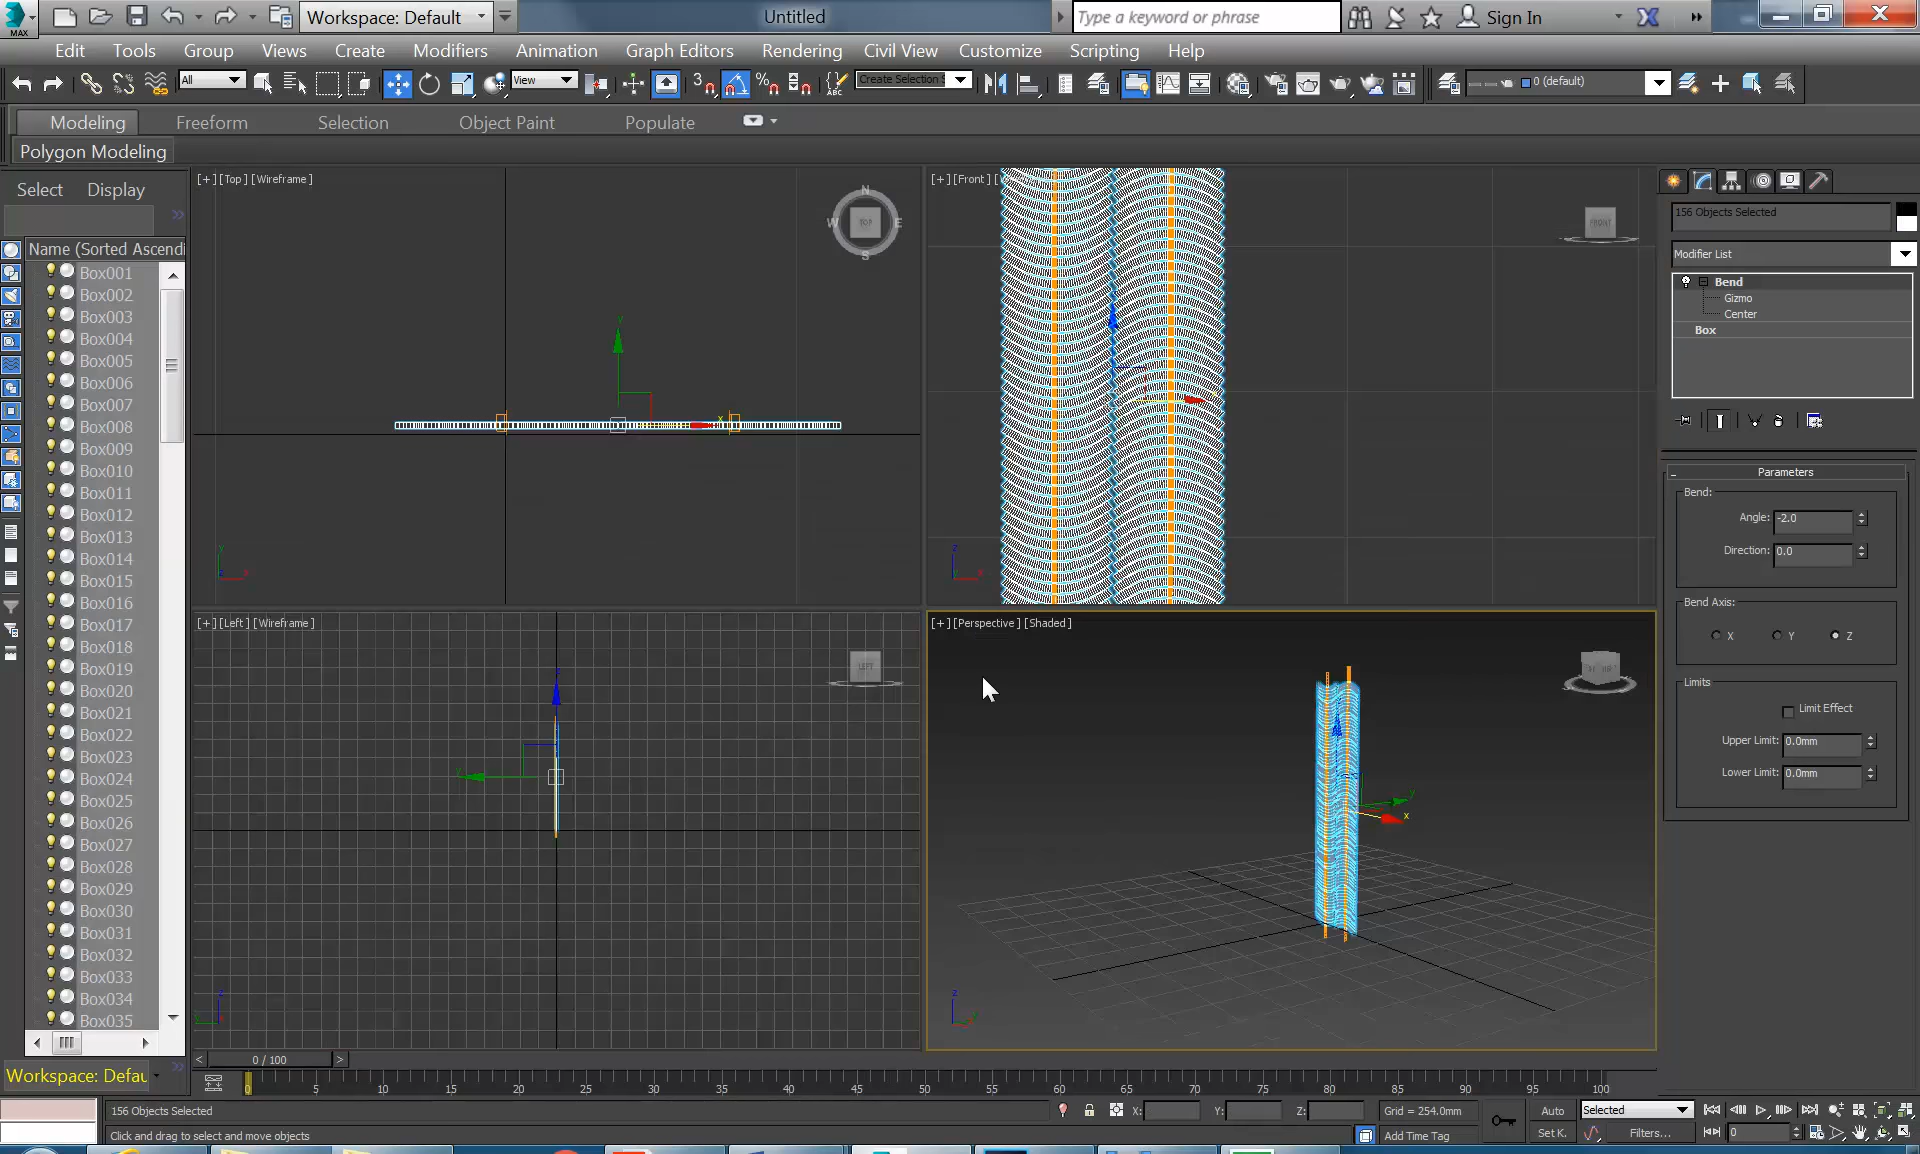 MAX
Workspace: Default
Untitled
Type a keyword or phrase
Sign In
Edit Tools Group Views Create Modifiers Animation Graph Editors Rendering Civil View Customize Scripting Help
All
View
3
%
ABC
Create Selection S
0 (default)
Modeling Freeform Selection Object Paint Populate
Polygon Modeling
Select Display
Name (Sorted Ascendi
Box001
Box002
Box003
Box004
Box005
Box006
Box007
Box008
Box009
Box010
Box011
Box012
Box013
Box014
Box015
Box016
Box017
Box018
Box019
Box020
Box021
Box022
Box023
Box024
Box025
Box026
Box027
Box028
Box029
Box030
Box031
Box032
Box033
Box034
Box035
Workspace: Defau
[+] [Top] [Wireframe]
N
W TOP E
S
y
x
[+] [Front]
FRONT
z
x
[+] [Left] [Wireframe]
LEFT
z
y
z
[+] [Perspective] [Shaded]
y
x
z
156 Objects Selected
Modifier List
Bend
Gizmo
Center
Box
Parameters
Bend:
Angle: -2.0
Direction: 0.0
Bend Axis:
X Y Z
Limits
Limit Effect
Upper Limit: 0.0mm
Lower Limit: 0.0mm
< 0 / 100 >
0 5 10 15 20 25 30 35 40 45 50 55 60 65 70 75 80 85 90 95 100
156 Objects Selected
X: Y: Z: Grid = 254.0mm
Auto Selected
Click and drag to select and move objects
Add Time Tag
Set K. Filters... 0